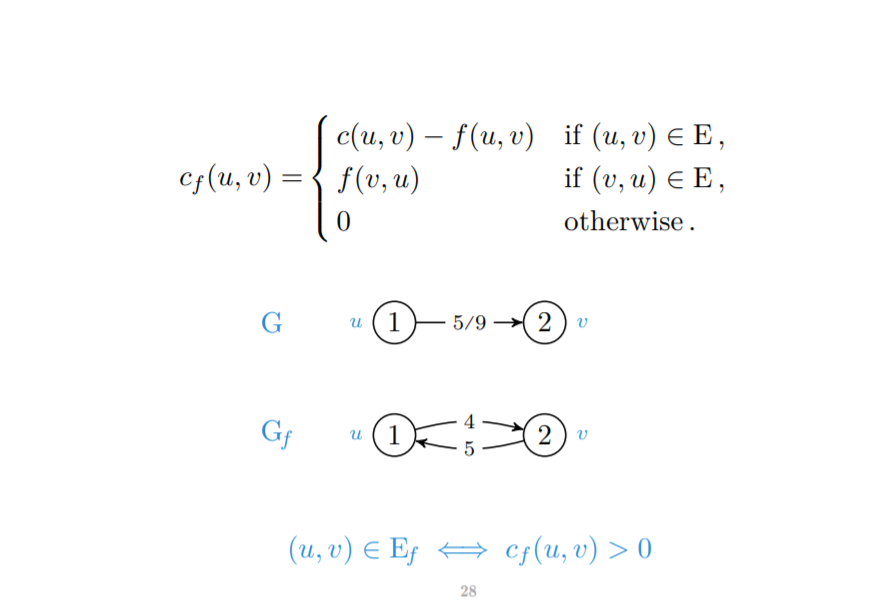 c_f(u, v) = { c(u, v) − f(u, v) if (u, v) ∈ E ,
f(v, u) if (v, u) ∈ E ,
0 otherwise .
G u 1 5/9 2 v
G_f u 1 4 5 2 v
(u, v) ∈ E_f ⟺ c_f(u, v) > 0
28